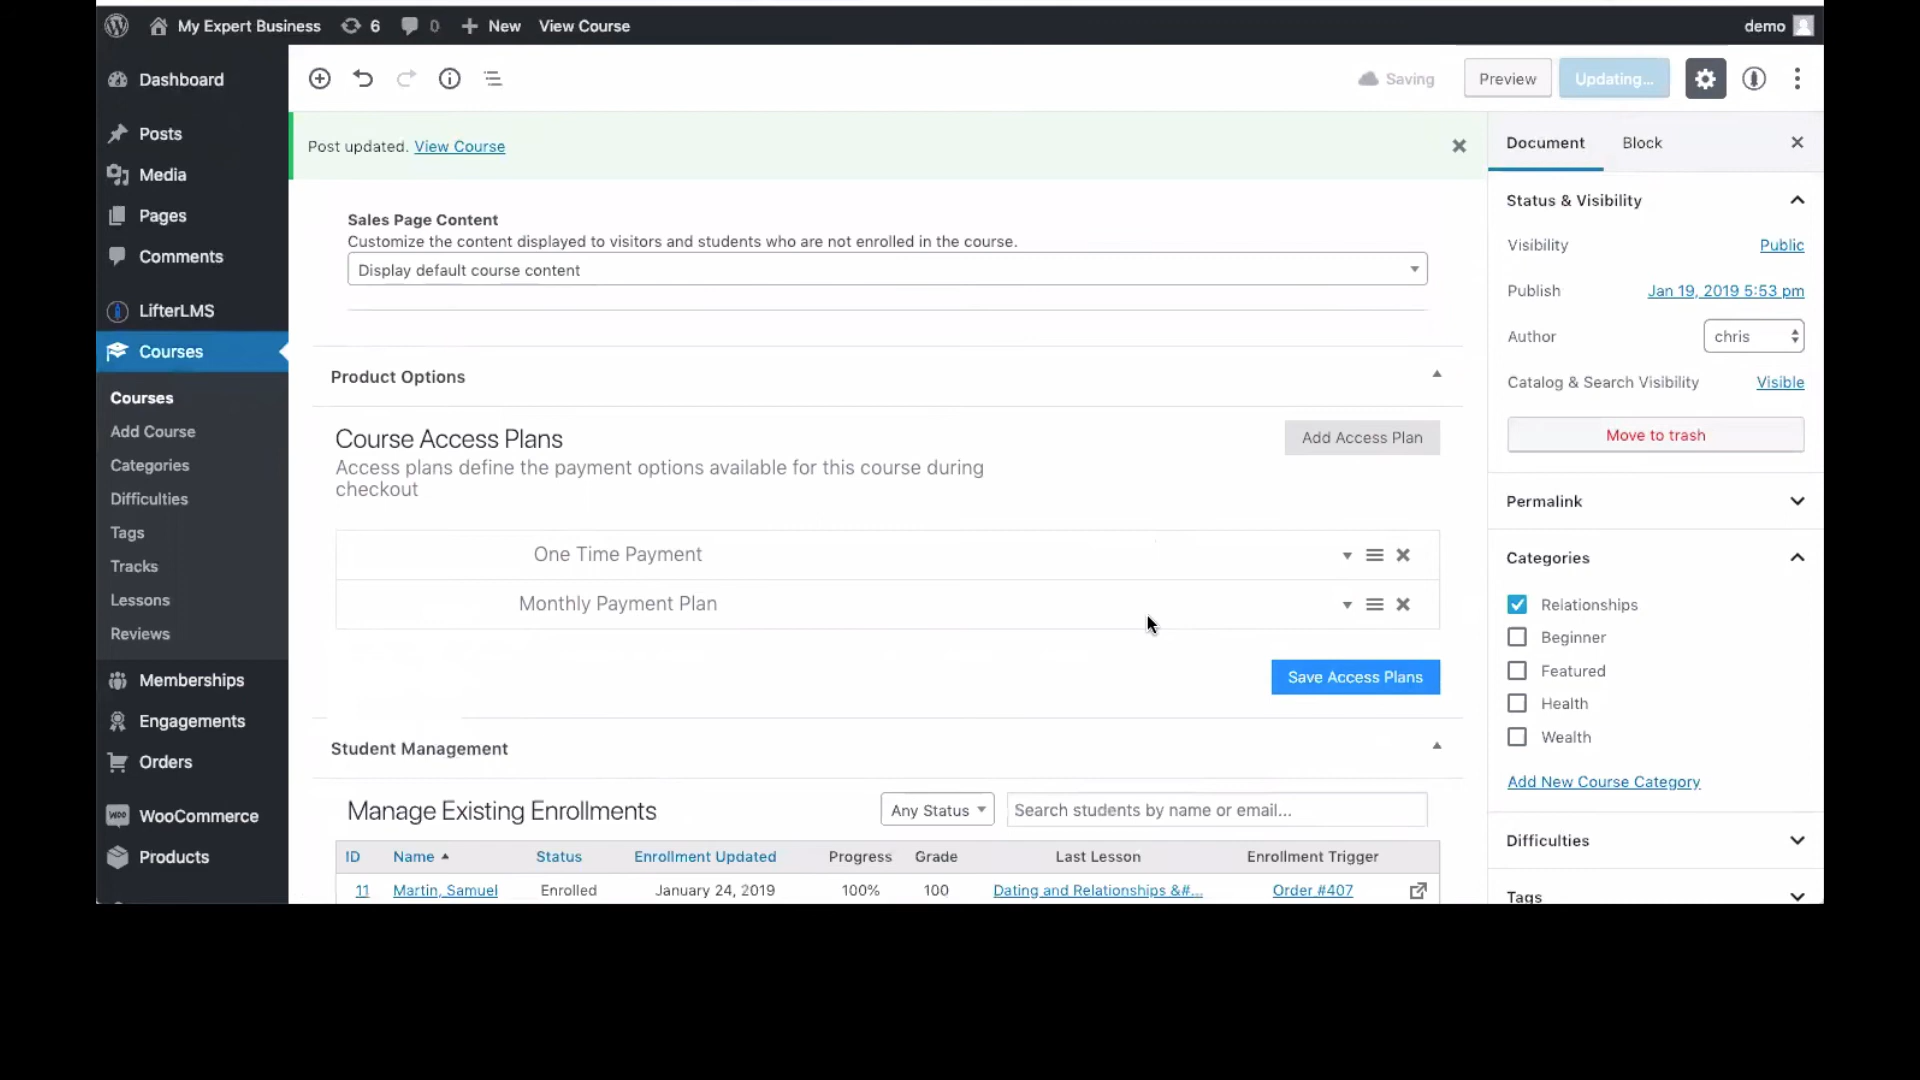 My Expert Business 6 0 New View Course demo
Dashboard
Posts
Media
Pages
Comments
LifterLMS
Courses
Courses
Add Course
Categories
Difficulties
Tags
Tracks
Lessons
Reviews
Memberships
Engagements
Orders
WooCommerce
Products
Saving Preview Updating...
Post updated. View Course
Sales Page Content
Customize the content displayed to visitors and students who are not enrolled in the course.
Display default course content
Product Options
Course Access Plans
Add Access Plan
Access plans define the payment options available for this course during
checkout
One Time Payment
Monthly Payment Plan
Save Access Plans
Student Management
Manage Existing Enrollments Any Status Search students by name or email...
ID Name Status Enrollment Updated Progress Grade Last Lesson Enrollment Trigger
11 Martin, Samuel Enrolled January 24, 2019 100% 100 Dating and Relationships &#... Order #407
Document Block
Status & Visibility
Visibility Public
Publish Jan 19, 2019 5:53 pm
Author chris
Catalog & Search Visibility Visible
Move to trash
Permalink
Categories
Relationships
Beginner
Featured
Health
Wealth
Add New Course Category
Difficulties
Tags